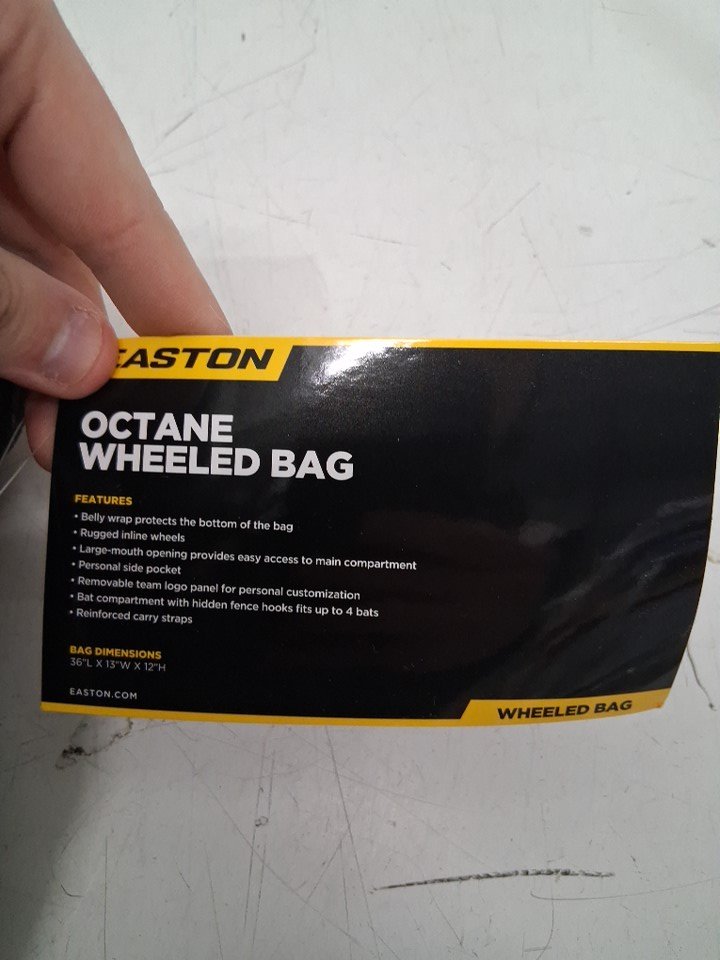 EASTON
OCTANE
WHEELED BAG
FEATURES
• Belly wrap protects the bottom of the bag
• Rugged inline wheels
• Large-mouth opening provides easy access to main compartment
• Personal side pocket
• Removable team logo panel for personal customization
• Bat compartment with hidden fence hooks fits up to 4 bats
• Reinforced carry straps
BAG DIMENSIONS
36"L X 13"W X 12"H
EASTON.COM
WHEELED BAG